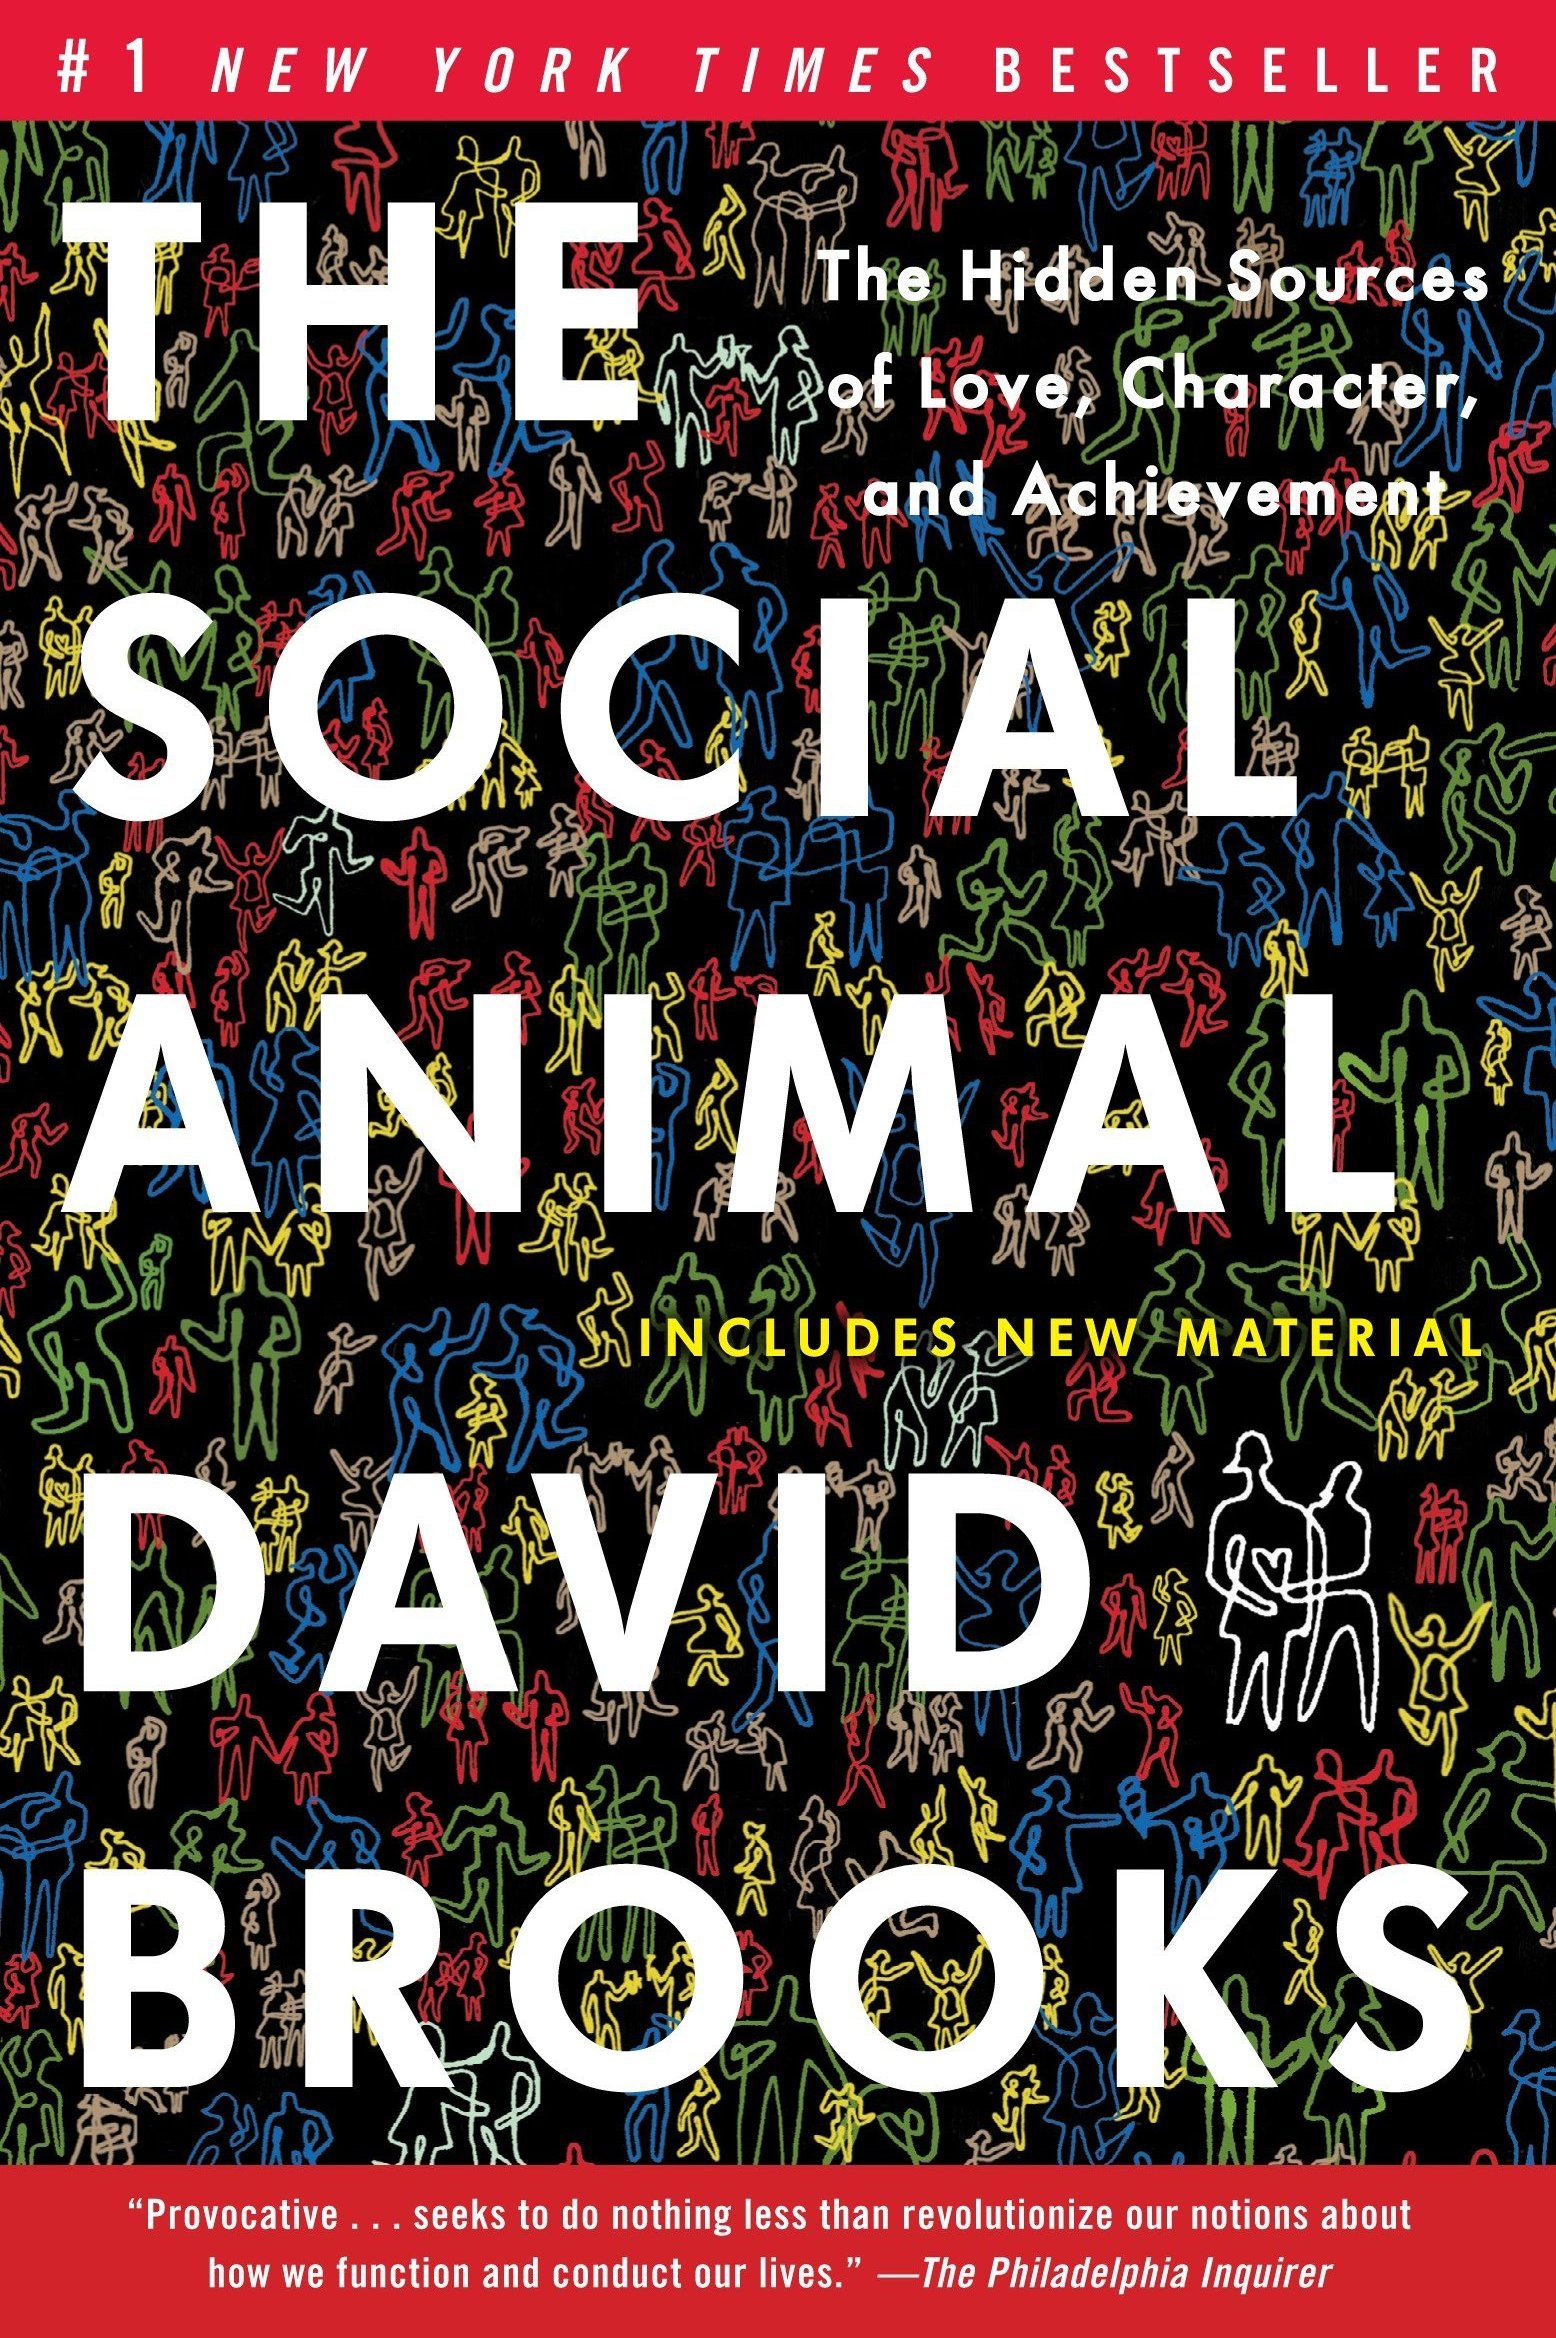 #1 NEW YORK TIMES BESTSELLER
THE
The Hidden Sources
of Love, Character,
and Achievement
SOCIAL
ANIMAL
INCLUDES NEW MATERIAL
DAVID
BROOKS
“Provocative . . . seeks to do nothing less than revolutionize our notions about
how we function and conduct our lives.” —The Philadelphia Inquirer